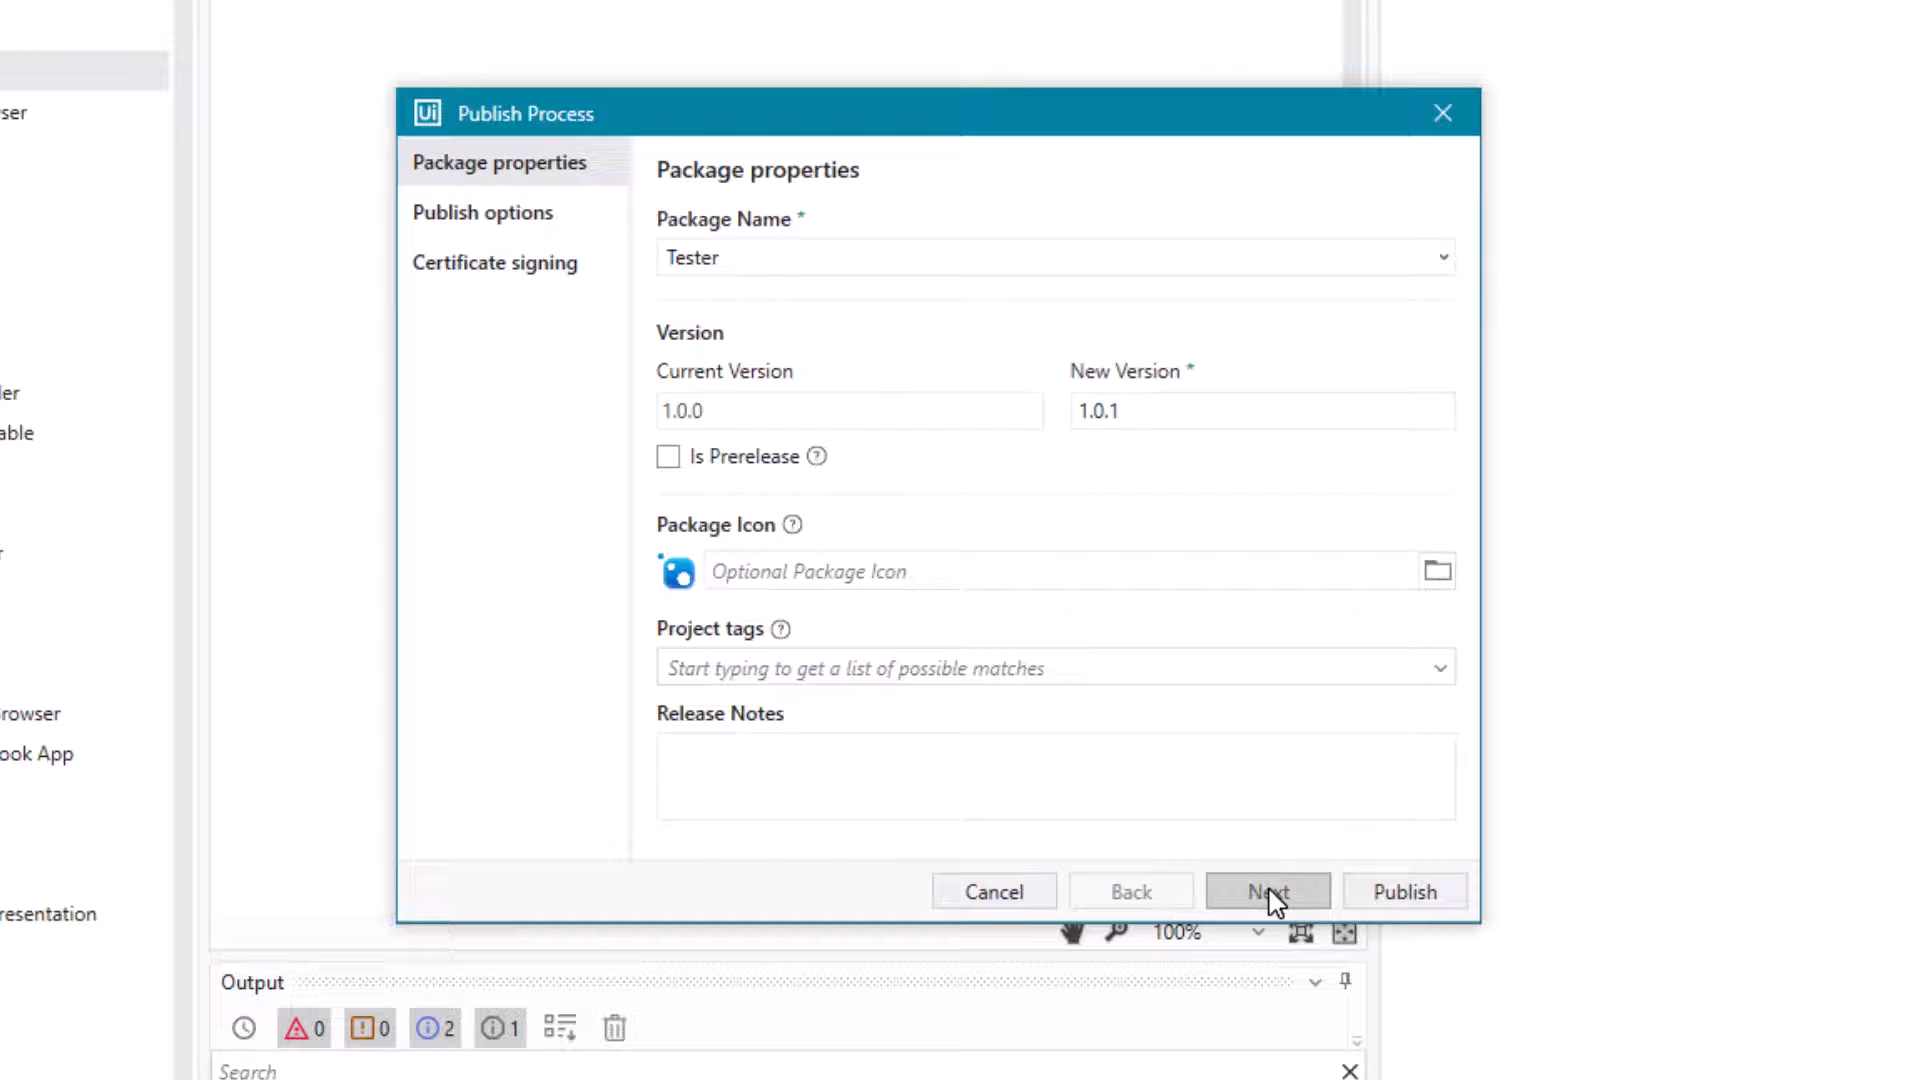 ser
ler
able
r
rowser
ook App
resentation
Ui Publish Process
Package properties
Publish options
Certificate signing
Package properties
Package Name *
Tester
Version
Current Version
New Version *
1.0.0
1.0.1
Is Prerelease ?
Package Icon ?
Optional Package Icon
Project tags ?
Start typing to get a list of possible matches
Release Notes
Cancel
Back
Next
Publish
100%
Output
0
0
2
1
Search